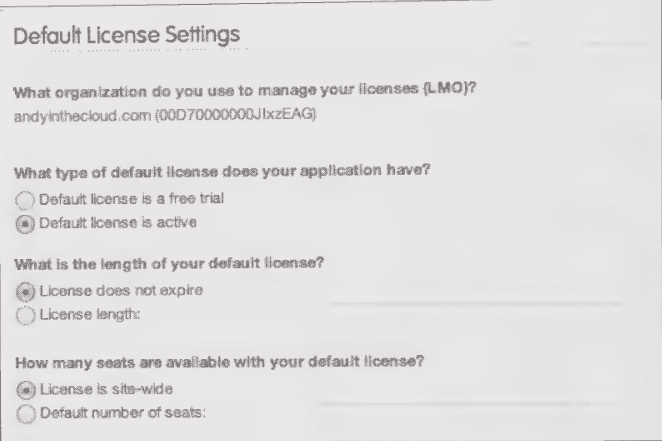 Default License Settings
What organization do you use to manage your licenses (LMO)?
andyinthecloud.com (00D70000000JIxzEAG)
What type of default license does your application have?
Default license is a free trial
Default license is active
What is the length of your default license?
License does not expire
License length:
How many seats are available with your default license?
License is site-wide
Default number of seats: